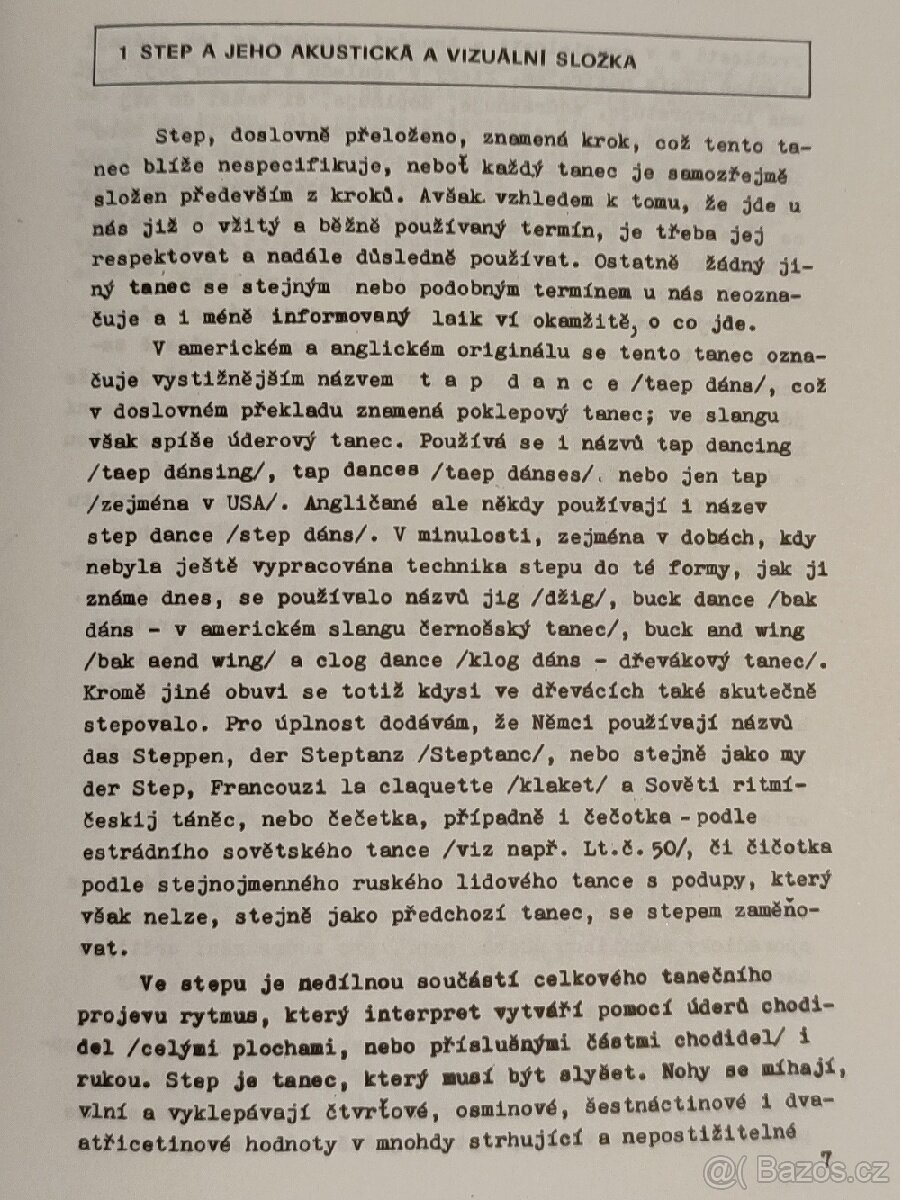 1 STEP A JEHO AKUSTICKÁ A VIZUÁLNÍ SLOŽKA
Step, doslovně přeloženo, znamená krok, což tento ta-
nec blíže nespecifikuje, neboť každý tanec je samozřejmě
složen především z kroků. Avšak vzhledem k tomu, že jde u
nás již o vžitý a běžně používaný termín, je třeba jej
respektovat a nadále důsledně používat. Ostatně žádný ji-
ný tanec se stejným nebo podobným termínem u nás neozna-
čuje a i méně informovaný laik ví okamžitě, o co jde.
V americkém a anglickém originálu se tento tanec ozna-
čuje vystižnějším názvem t a p d a n c e /taep dáns/, což
v doslovném překladu znamená poklepový tanec; ve slangu
však spíše úderový tanec. Používá se i názvů tap dancing
/taep dánsing/, tap dances /taep dánses/ nebo jen tap
/zejména v USA/. Angličané ale někdy používají i název
step dance /step dáns/. V minulosti, zejména v dobách, kdy
nebyla ještě vypracována technika stepu do té formy, jak ji
známe dnes, se používalo názvů jig /džig/, buck dance /bak
dáns - v americkém slangu černošský tanec/, buck and wing
/bak aend wing/ a clog dance /klog dáns - dřevákový tanec/.
Kromě jiné obuvi se totiž kdysi ve dřevácích také skutečně
stepovalo. Pro úplnost dodávám, že Němci používají názvů
das Steppen, der Steptanz /Steptanc/, nebo stejně jako my
der Step, Francouzi la claquette /klaket/ a Sověti ritmí-
českij táněc, nebo čečetka, případně i čečotka - podle
estrádního sovětského tance /viz např. Lt.č. 50/, či čičotka
podle stejnojmenného ruského lidového tance s podupy, který
však nelze, stejně jako předchozí tanec, se stepem zaměňo-
vat.
Ve stepu je nedílnou součástí celkového tanečního
projevu rytmus, který interpret vytváří pomocí úderů chodi-
del /celými plochami, nebo příslušnými částmi chodidel/ i
rukou. Step je tanec, který musí být slyšet. Nohy se míhají,
vlní a vyklepávají čtvrťové, osminové, šestnáctinové i dva-
atřicetinové hodnoty v mnohdy strhující a nepostižitelné
7
@( Bazoš.cz